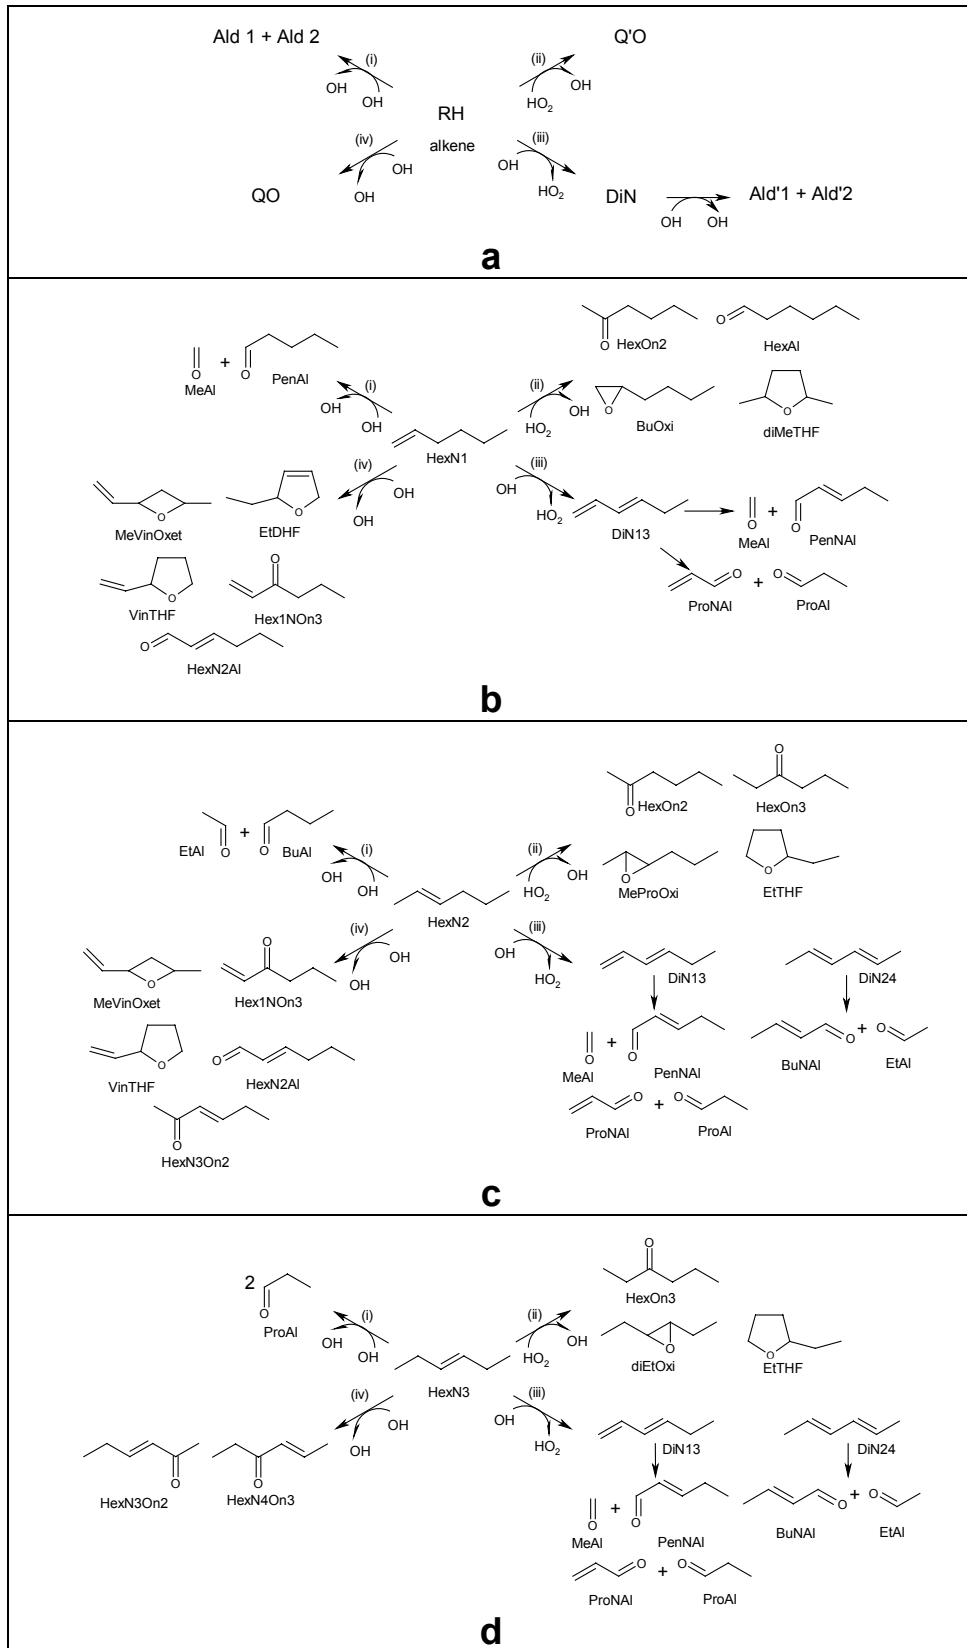 Ald 1 + Ald 2
Q'O
(i)
(ii)
OH
OH
HO2
OH
RH
alkene
(iv)
(iii)
OH
OH
OH
HO2
QO
DiN
Ald'1 + Ald'2
OH
OH
a
O
MeAl
+
O
PenAl
O
HexOn2
O
HexAl
(i)
(ii)
OH
OH
HO2
OH
O
BuOxi
O
diMeTHF
HexN1
(iv)
(iii)
OH
OH
OH
HO2
O
MeVinOxet
O
EtDHF
DiN13
O
MeAl
+
O
PenNAl
O
VinTHF
O
Hex1NOn3
O
ProNAl
+
O
ProAl
O
HexN2Al
b
O
HexOn2
O
HexOn3
O
EtAl
+
O
BuAl
(i)
(ii)
OH
OH
HO2
OH
O
MeProOxi
O
EtTHF
HexN2
(iv)
(iii)
OH
OH
OH
HO2
O
MeVinOxet
O
Hex1NOn3
DiN13
DiN24
O
VinTHF
O
HexN2Al
O
MeAl
+
O
PenNAl
O
BuNAl
+
O
EtAl
O
HexN3On2
O
ProNAl
+
O
ProAl
c
2
O
ProAl
O
HexOn3
(i)
(ii)
OH
OH
HO2
OH
O
diEtOxi
O
EtTHF
HexN3
(iv)
(iii)
OH
OH
OH
HO2
O
HexN3On2
O
HexN4On3
DiN13
DiN24
O
MeAl
+
O
PenNAl
O
BuNAl
+
O
EtAl
O
ProNAl
+
O
ProAl
d